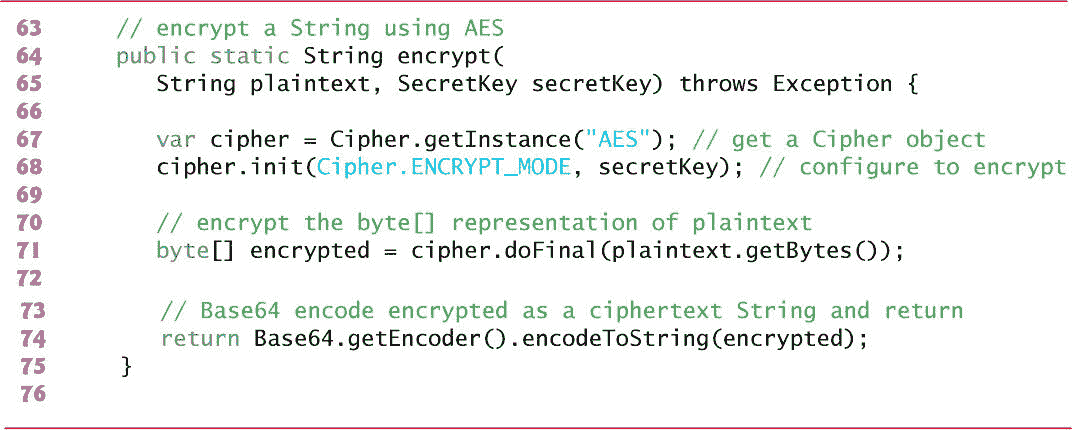 63 // encrypt a String using AES
64 public static String encrypt(
65 String plaintext, SecretKey secretKey) throws Exception {
66
67 var cipher = Cipher.getInstance("AES"); // get a Cipher object
68 cipher.init(Cipher.ENCRYPT_MODE, secretKey); // configure to encrypt
69
70 // encrypt the byte[] representation of plaintext
71 byte[] encrypted = cipher.doFinal(plaintext.getBytes());
72
73 // Base64 encode encrypted as a ciphertext String and return
74 return Base64.getEncoder().encodeToString(encrypted);
75 }
76